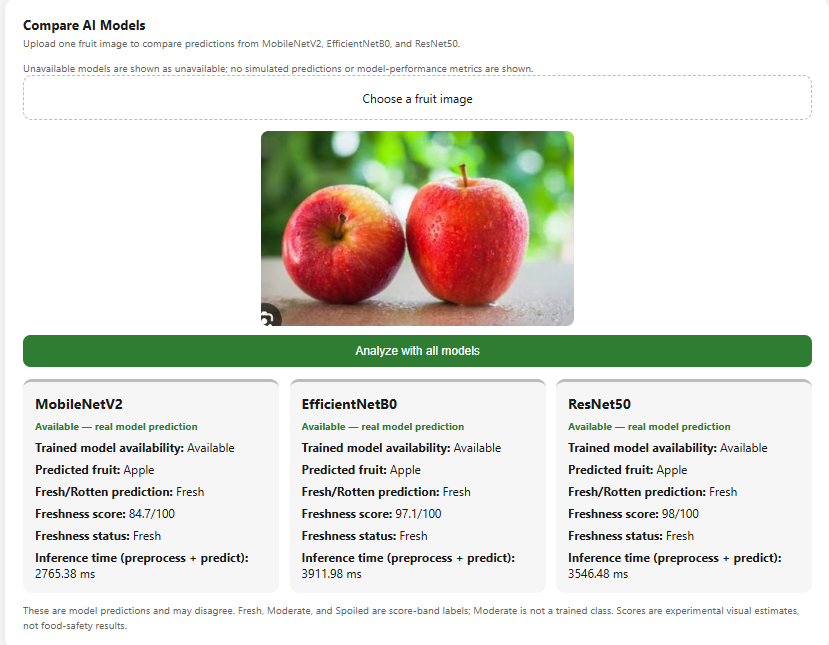 Compare AI Models
Upload one fruit image to compare predictions from MobileNetV2, EfficientNetB0, and ResNet50.
Unavailable models are shown as unavailable; no simulated predictions or model-performance metrics are shown.
Choose a fruit image
Analyze with all models
MobileNetV2
Available — real model prediction
Trained model availability: Available
Predicted fruit: Apple
Fresh/Rotten prediction: Fresh
Freshness score: 84.7/100
Freshness status: Fresh
Inference time (preprocess + predict):
2765.38 ms
EfficientNetB0
Available — real model prediction
Trained model availability: Available
Predicted fruit: Apple
Fresh/Rotten prediction: Fresh
Freshness score: 97.1/100
Freshness status: Fresh
Inference time (preprocess + predict):
3911.98 ms
ResNet50
Available — real model prediction
Trained model availability: Available
Predicted fruit: Apple
Fresh/Rotten prediction: Fresh
Freshness score: 98/100
Freshness status: Fresh
Inference time (preprocess + predict):
3546.48 ms
These are model predictions and may disagree. Fresh, Moderate, and Spoiled are score-band labels; Moderate is not a trained class. Scores are experimental visual estimates,
not food-safety results.